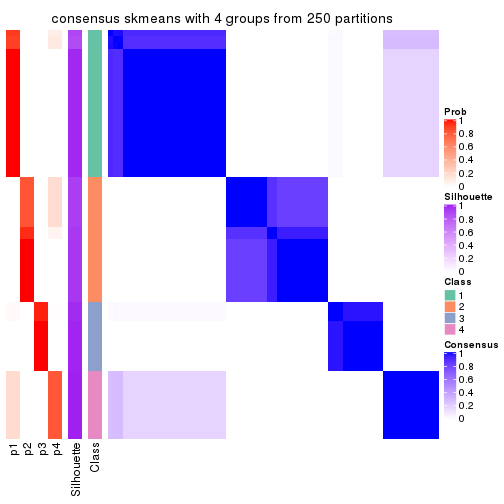 consensus skmeans with 4 groups from 250 partitions
Prob
1
0.8
0.6
0.4
0.2
0
Silhouette
1
0.8
0.6
0.4
0.2
0
Class
1
2
3
4
Consensus
1
0.8
0.6
0.4
0.2
0
p1
p2
p3
p4
Silhouette
Class